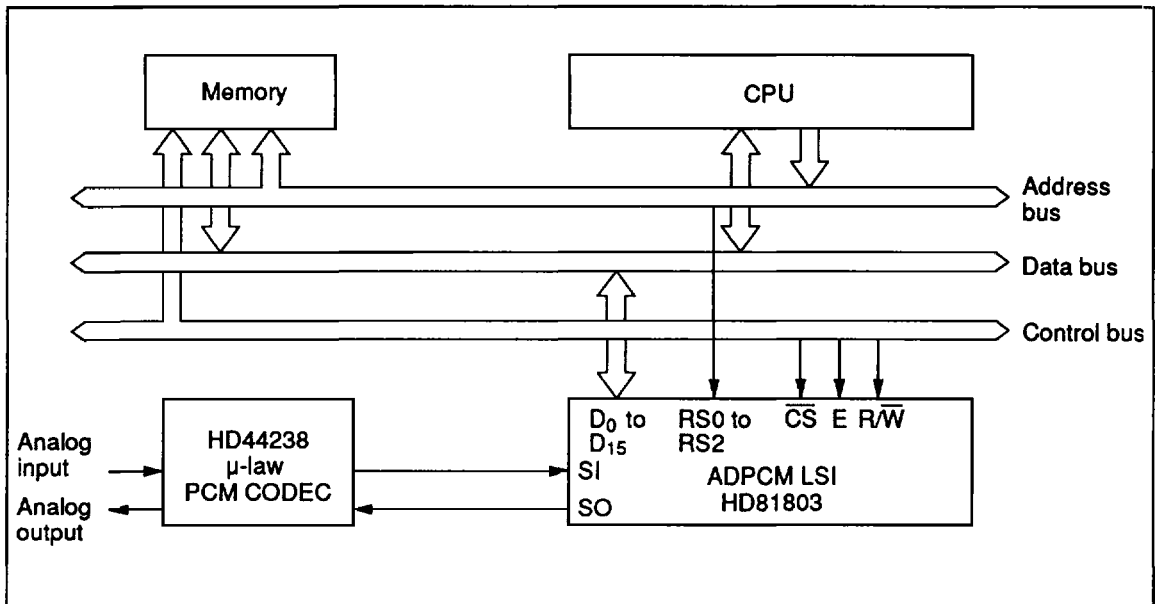 Memory
CPU
Address
bus
Data bus
Control bus
D₀ to
D₁₅
RS0 to
RS2
C̅S̅ E R/W̅
SI
SO
ADPCM LSI
HD81803
HD44238
μ-law
PCM CODEC
Analog
input
Analog
output